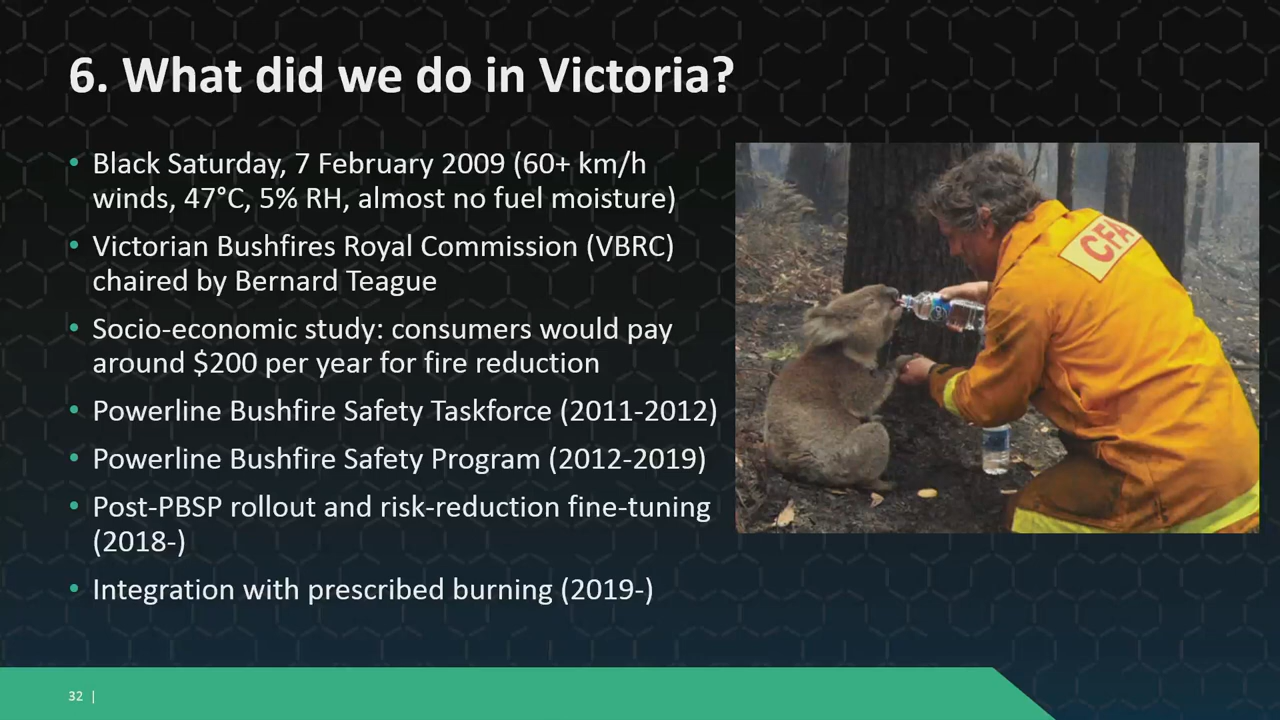 6. What did we do in Victoria?
• Black Saturday, 7 February 2009 (60+ km/h
winds, 47°C, 5% RH, almost no fuel moisture)
• Victorian Bushfires Royal Commission (VBRC)
chaired by Bernard Teague
• Socio-economic study: consumers would pay
around $200 per year for fire reduction
• Powerline Bushfire Safety Taskforce (2011-2012)
• Powerline Bushfire Safety Program (2012-2019)
• Post-PBSP rollout and risk-reduction fine-tuning
(2018-)
• Integration with prescribed burning (2019-)
CFA
32 |